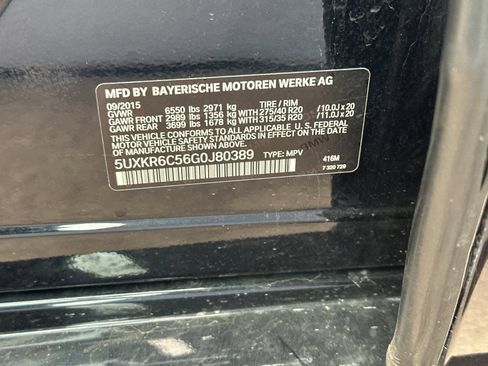 MFD BY BAYERISCHE MOTOREN WERKE AG
09/2015 TIRE / RIM
GVWR 6550 lbs 2971 kg
GAWR FRONT 2989 lbs 1356 kg WITH 275/40 R20 /10.0J x 20
GAWR REAR 3699 lbs 1678 kg WITH 315/35 R20 /11.0J x 20
THIS VEHICLE CONFORMS TO ALL APPLICABLE U. S. FEDERAL
MOTOR VEHICLE SAFETY STANDARDS IN EFFECT ON THE DATE
OF MANUFACTURE SHOWN ABOVE.
5UXKR6C56G0J80389 TYPE: MPV 416M
7 320 729